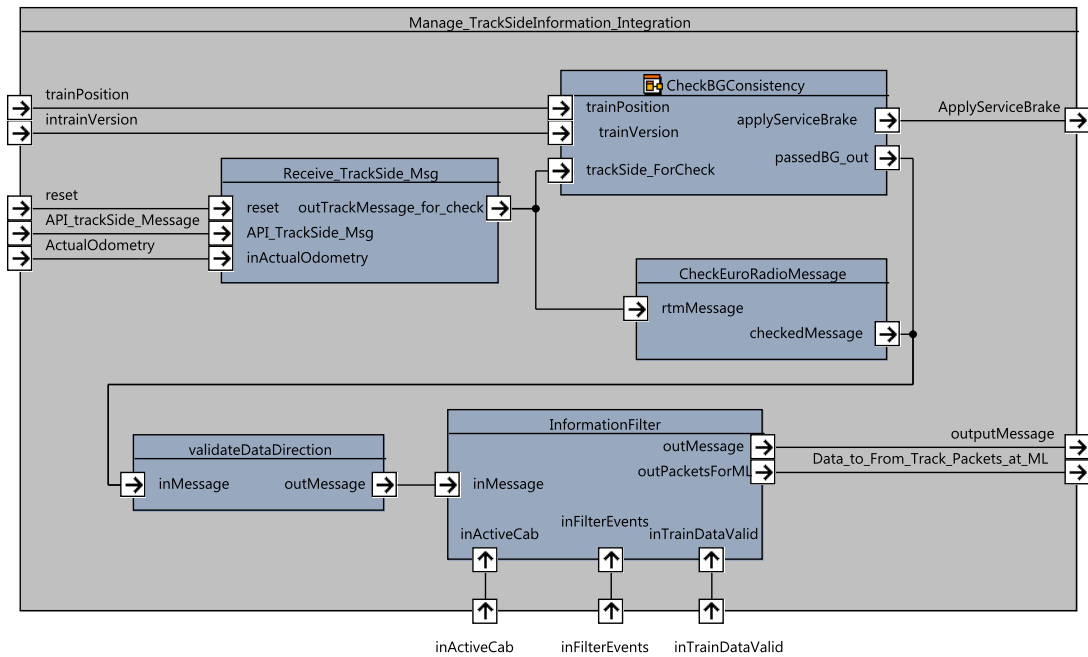 Manage_TrackSideInformation_Integration
trainPosition
intrainVersion
CheckBGConsistency
trainPosition
trainVersion
trackSide_ForCheck
applyServiceBrake
passedBG_out
ApplyServiceBrake
Receive_TrackSide_Msg
reset
API_trackSide_Message
ActualOdometry
reset
API_TrackSide_Msg
inActualOdometry
outTrackMessage_for_check
CheckEuroRadioMessage
rtmMessage
checkedMessage
validateDataDirection
inMessage
outMessage
InformationFilter
outMessage
outPacketsForML
inMessage
inActiveCab
inFilterEvents
inTrainDataValid
outputMessage
Data_to_From_Track_Packets_at_ML
inActiveCab
inFilterEvents
inTrainDataValid